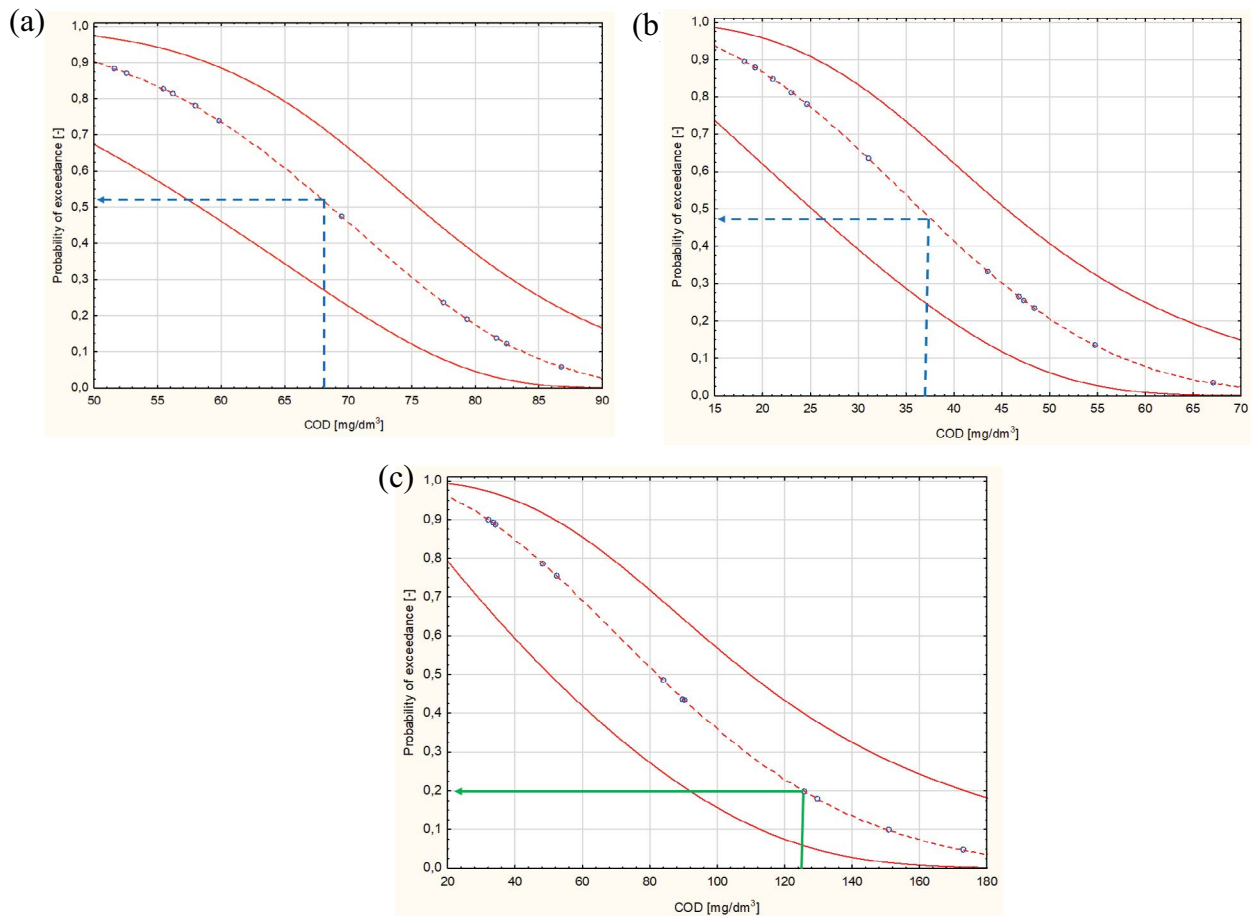 (a)
1,0
0,9
0,8
0,7
0,6
0,5
0,4
0,3
0,2
0,1
0,0
Probability of exceedance [-]
50 55 60 65 70 75 80 85 90
COD [mg/dm³]
(b)
1,0
0,9
0,8
0,7
0,6
0,5
0,4
0,3
0,2
0,1
0,0
Probability of exceedance [-]
15 20 25 30 35 40 45 50 55 60 65 70
COD [mg/dm³]
(c)
1,0
0,9
0,8
0,7
0,6
0,5
0,4
0,3
0,2
0,1
0,0
Probability of exceedance [-]
20 40 60 80 100 120 140 160 180
COD [mg/dm³]